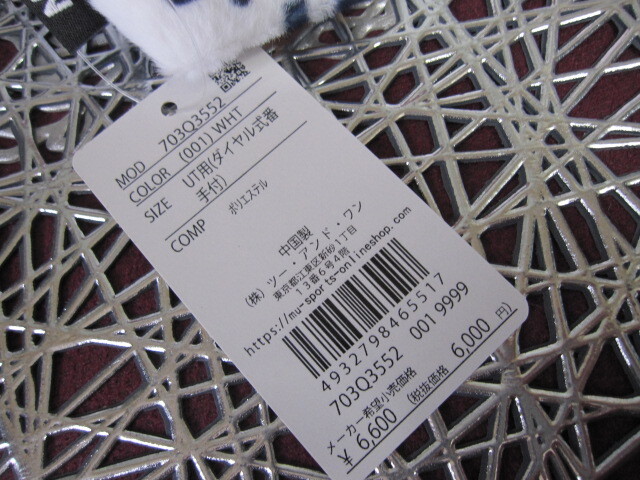 MOD 703Q3552
COLOR (001) WHT
SIZE UT用(ダイヤル式番
手付)
COMP ポリエステル
中国製
(株) ツー・アンド・ワン
東京都江東区新砂1丁目
13番6号4階
https://mu-sports-onlineshop.com
4932798465517
703Q3552 001 9999
メーカー希望小売価格
¥6,600 (税抜価格 6,000 円)